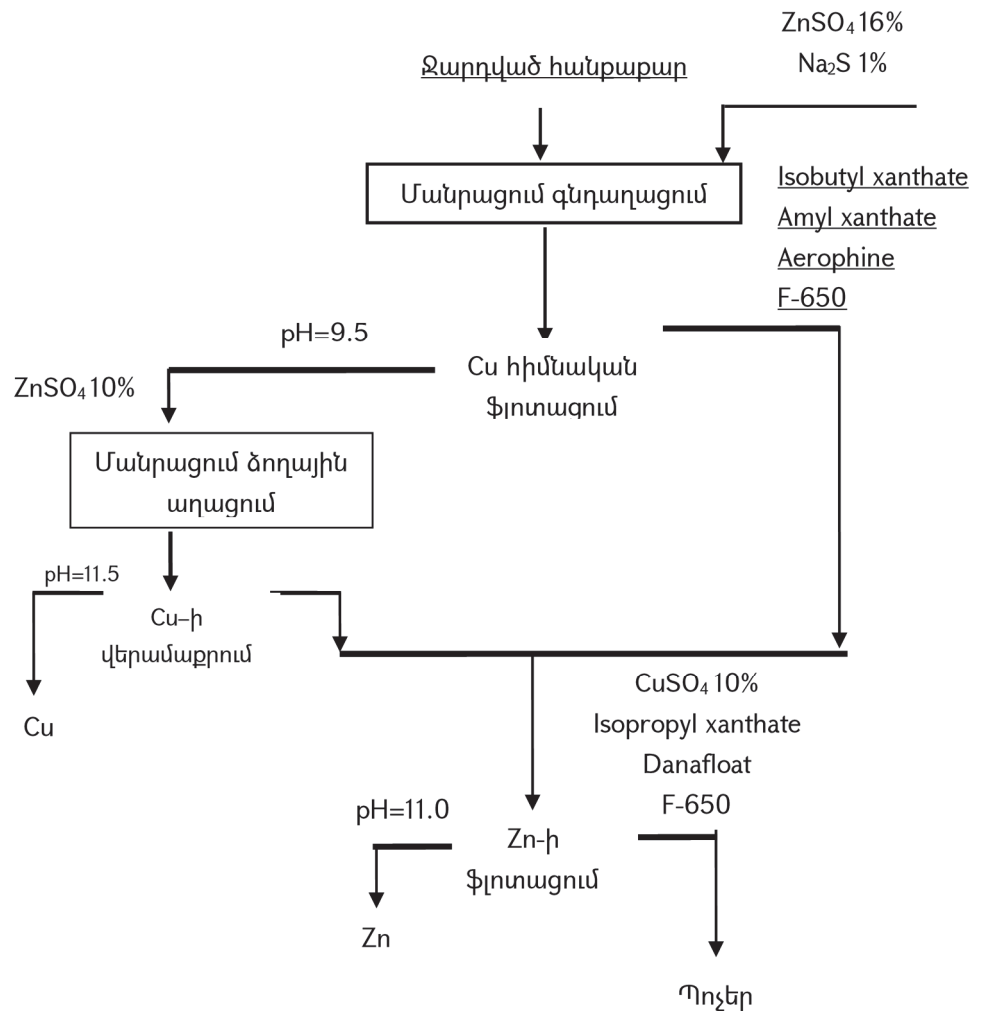 ZnSO₄ 16%
Na₂S 1%
Ջարդված հանքաքար
Մանրացում գնդաղացում
Isobutyl xanthate
Amyl xanthate
Aerophine
F-650
pH=9.5
Cu հիմնական
ֆլոտացում
ZnSO₄ 10%
Մանրացում ձողային
աղացում
pH=11.5
Cu–ի
վերամաքրում
Cu
CuSO₄ 10%
Isopropyl xanthate
Danafloat
F-650
pH=11.0
Zn-ի
ֆլոտացում
Zn
Պոչեր